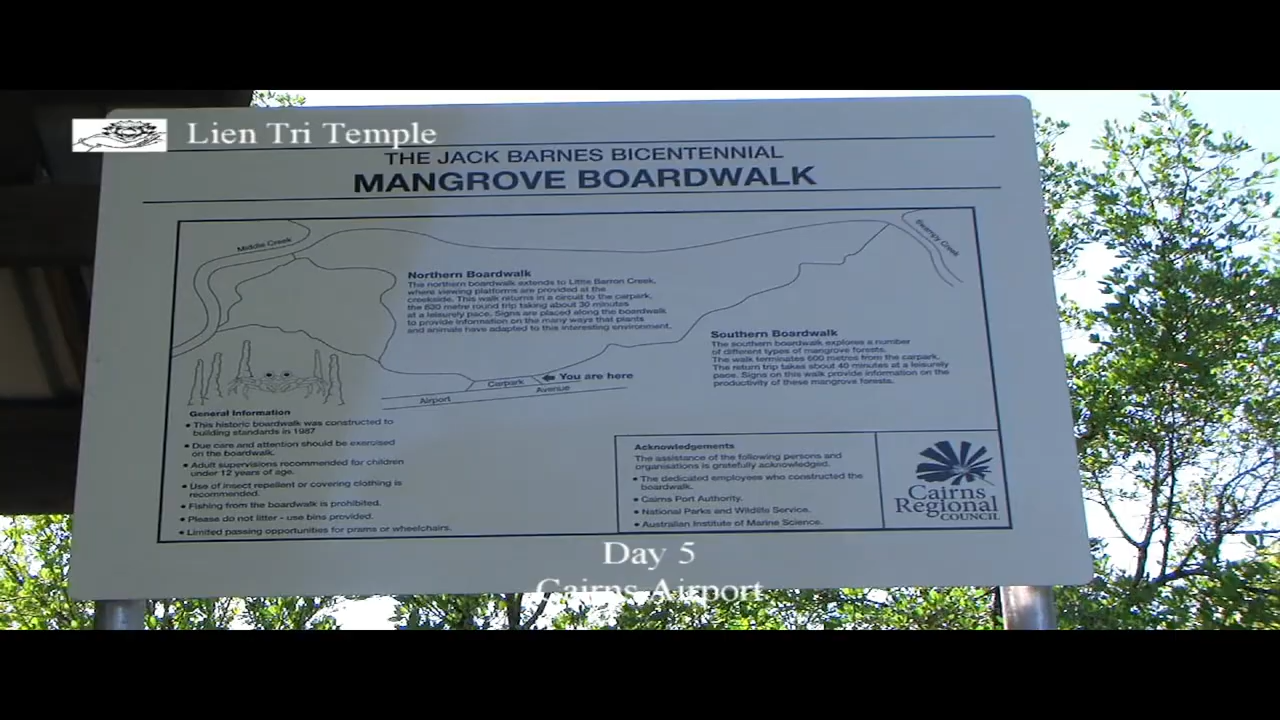 Lien Tri Temple
THE JACK BARNES BICENTENNIAL
MANGROVE BOARDWALK
Middle Creek
Swampy Creek
Northern Boardwalk
The northern boardwalk extends to Little Barron Creek,
where viewing platforms are provided at the
creekside. This walk returns in a circuit to the carpark,
the 630 metre round trip taking about 30 minutes
at a leisurely pace. Signs are placed along the boardwalk
to provide information on the many ways that plants
and animals have adapted to this interesting environment.
Southern Boardwalk
The southern boardwalk explores a number
of different types of mangrove forests.
The walk terminates 600 metres from the carpark.
The return trip takes about 40 minutes at a leisurely
pace. Signs on this walk provide information on the
productivity of these mangrove forests.
You are here
Carpark
Airport Avenue
General Information
• This historic boardwalk was constructed to
building standards in 1987
• Due care and attention should be exercised
on the boardwalk.
• Adult supervisions recommended for children
under 12 years of age.
• Use of insect repellent or covering clothing is
recommended.
• Fishing from the boardwalk is prohibited.
• Please do not litter - use bins provided.
• Limited passing opportunities for prams or wheelchairs.
Acknowledgements
The assistance of the following persons and
organisations is gratefully acknowledged.
• The dedicated employees who constructed the
boardwalk.
• Cairns Port Authority.
• National Parks and Wildlife Service.
• Australian Institute of Marine Science.
Cairns
Regional
COUNCIL
Day 5
Cairns Airport